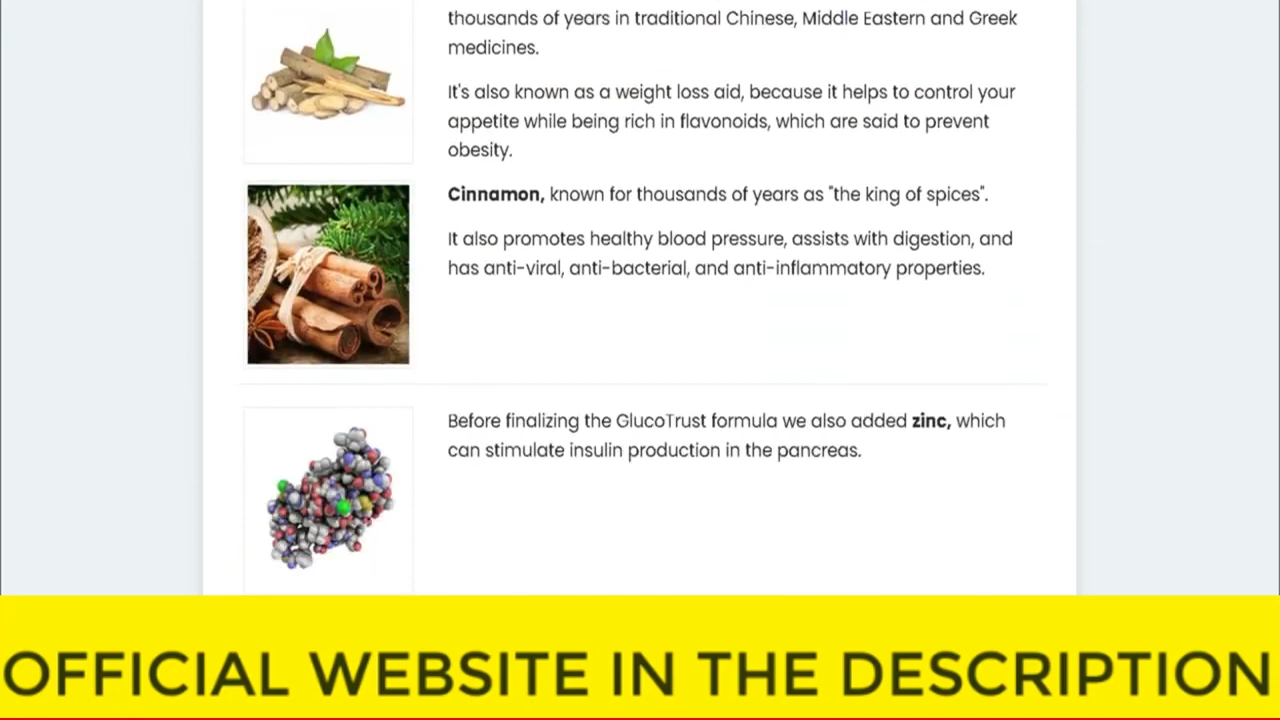 thousands of years in traditional Chinese, Middle Eastern and Greek
medicines.
It's also known as a weight loss aid, because it helps to control your
appetite while being rich in flavonoids, which are said to prevent
obesity.
Cinnamon, known for thousands of years as "the king of spices".
It also promotes healthy blood pressure, assists with digestion, and
has anti-viral, anti-bacterial, and anti-inflammatory properties.
Before finalizing the GlucoTrust formula we also added zinc, which
can stimulate insulin production in the pancreas.
OFFICIAL WEBSITE IN THE DESCRIPTION